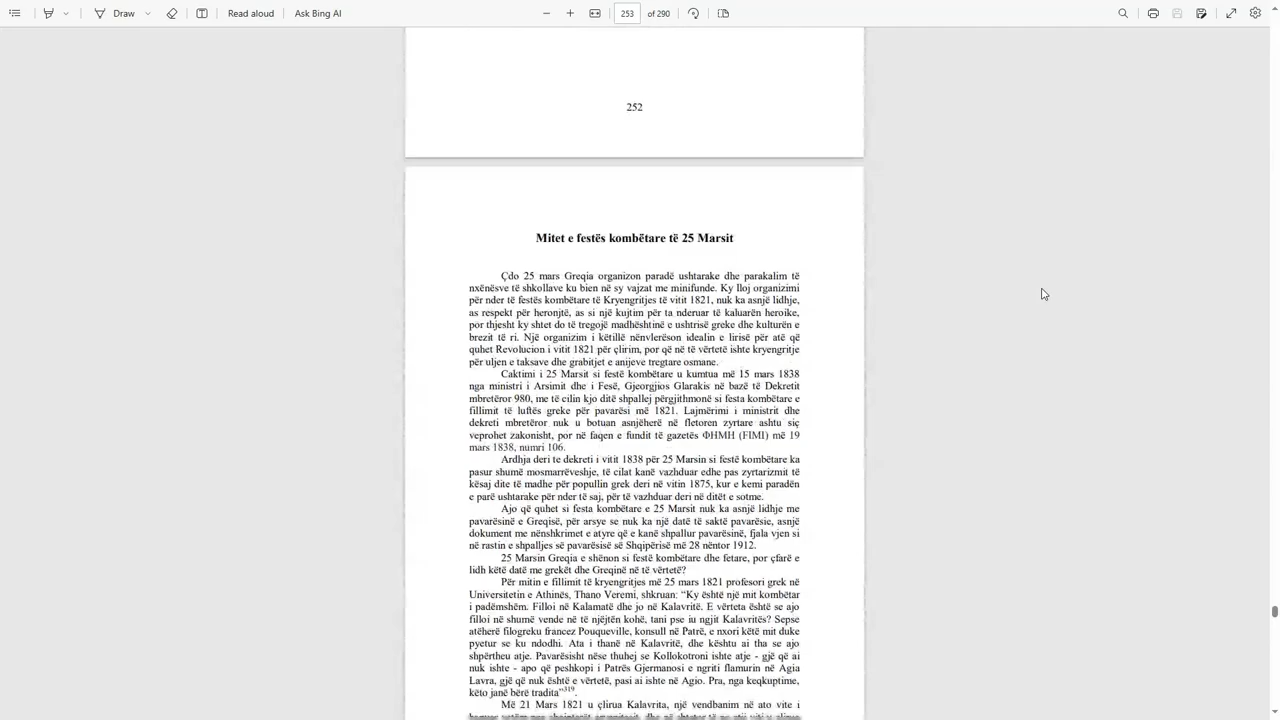 Draw
Read aloud
Ask Bing AI
253
of 290
252
Mitet e festës kombëtare të 25 Marsit
Çdo 25 mars Greqia organizon paradë ushtarake dhe parakalim të
nxënësve të shkollave ku bien në sy vajzat me minifunde. Ky lloj organizimi
për nder të festës kombëtare të Kryengritjes të vitit 1821, nuk ka asnjë lidhje,
as respekt për heronjtë, as si një kujtim për ta nderuar të kaluarën heroike,
por thjesht ky shtet do të tregojë madhështinë e ushtrisë greke dhe kulturën e
brezit të ri. Një organizim i këtillë nënvlerëson idealin e lirisë për atë që
quhet Revolucion i vitit 1821 për çlirim, por që në të vërtetë ishte kryengritje
për uljen e taksave dhe grabitjet e anijeve tregtare osmane.
Caktimi i 25 Marsit si festë kombëtare u kumtua më 15 mars 1838
nga ministri i Arsimit dhe i Fesë, Gjeorgjios Glarakis në bazë të Dekretit
mbretëror 980, me të cilin kjo ditë shpallej përgjithmonë si festa kombëtare e
fillimit të luftës greke për pavarësi më 1821. Lajmërimi i ministrit dhe
dekreti mbretëror nuk u botuan asnjëherë në fletoren zyrtare ashtu siç
veprohet zakonisht, por në faqen e fundit të gazetës ΦΗΜΗ (FIMI) më 19
mars 1838, numri 106.
Ardhja deri te dekreti i vitit 1838 për 25 Marsin si festë kombëtare ka
pasur shumë mosmarrëveshje, të cilat kanë vazhduar edhe pas zyrtarizmit të
kësaj dite të madhe për popullin grek deri në vitin 1875, kur e kemi paradën
e parë ushtarake për nder të saj, për të vazhduar deri në ditët e sotme.
Ajo që quhet si festa kombëtare e 25 Marsit nuk ka asnjë lidhje me
pavarësinë e Greqisë, për arsye se nuk ka një datë të saktë pavarësie, asnjë
dokument me nënshkrimet e atyre që e kanë shpallur pavarësinë, fjala vjen si
në rastin e shpalljes së pavarësisë së Shqipërisë më 28 nëntor 1912.
25 Marsin Greqia e shënon si festë kombëtare dhe fetare, por çfarë e
lidh këtë datë me grekët dhe Greqinë në të vërtetë?
Për mitin e fillimit të kryengritjes më 25 mars 1821 profesori grek në
Universitetin e Athinës, Thano Veremi, shkruan: “Ky është një mit kombëtar
i padëmshëm. Filloi në Kalamatë dhe jo në Kalavritë. E vërteta është se ajo
filloi në shumë vende në të njëjtën kohë, tani pse iu ngjit Kalavritës? Sepse
atëherë filogreku francez Pouqueville, konsull në Patrë, e nxori këtë mit duke
pyetur se ku ndodhi. Ata i thanë në Kalavritë, dhe kështu ai tha se ajo
shpërtheu atje. Pavarësisht nëse thuhej se Kollokotroni ishte atje - gjë që ai
nuk ishte - apo që peshkopi i Patrës Gjermanosi e ngriti flamurin në Agia
Lavra, gjë që nuk është e vërtetë, pasi ai ishte në Agio. Pra, nga keqkuptime,
këto janë bërë tradita”319.
Më 21 Mars 1821 u çlirua Kalavrita, një vendbanim në ato vite i